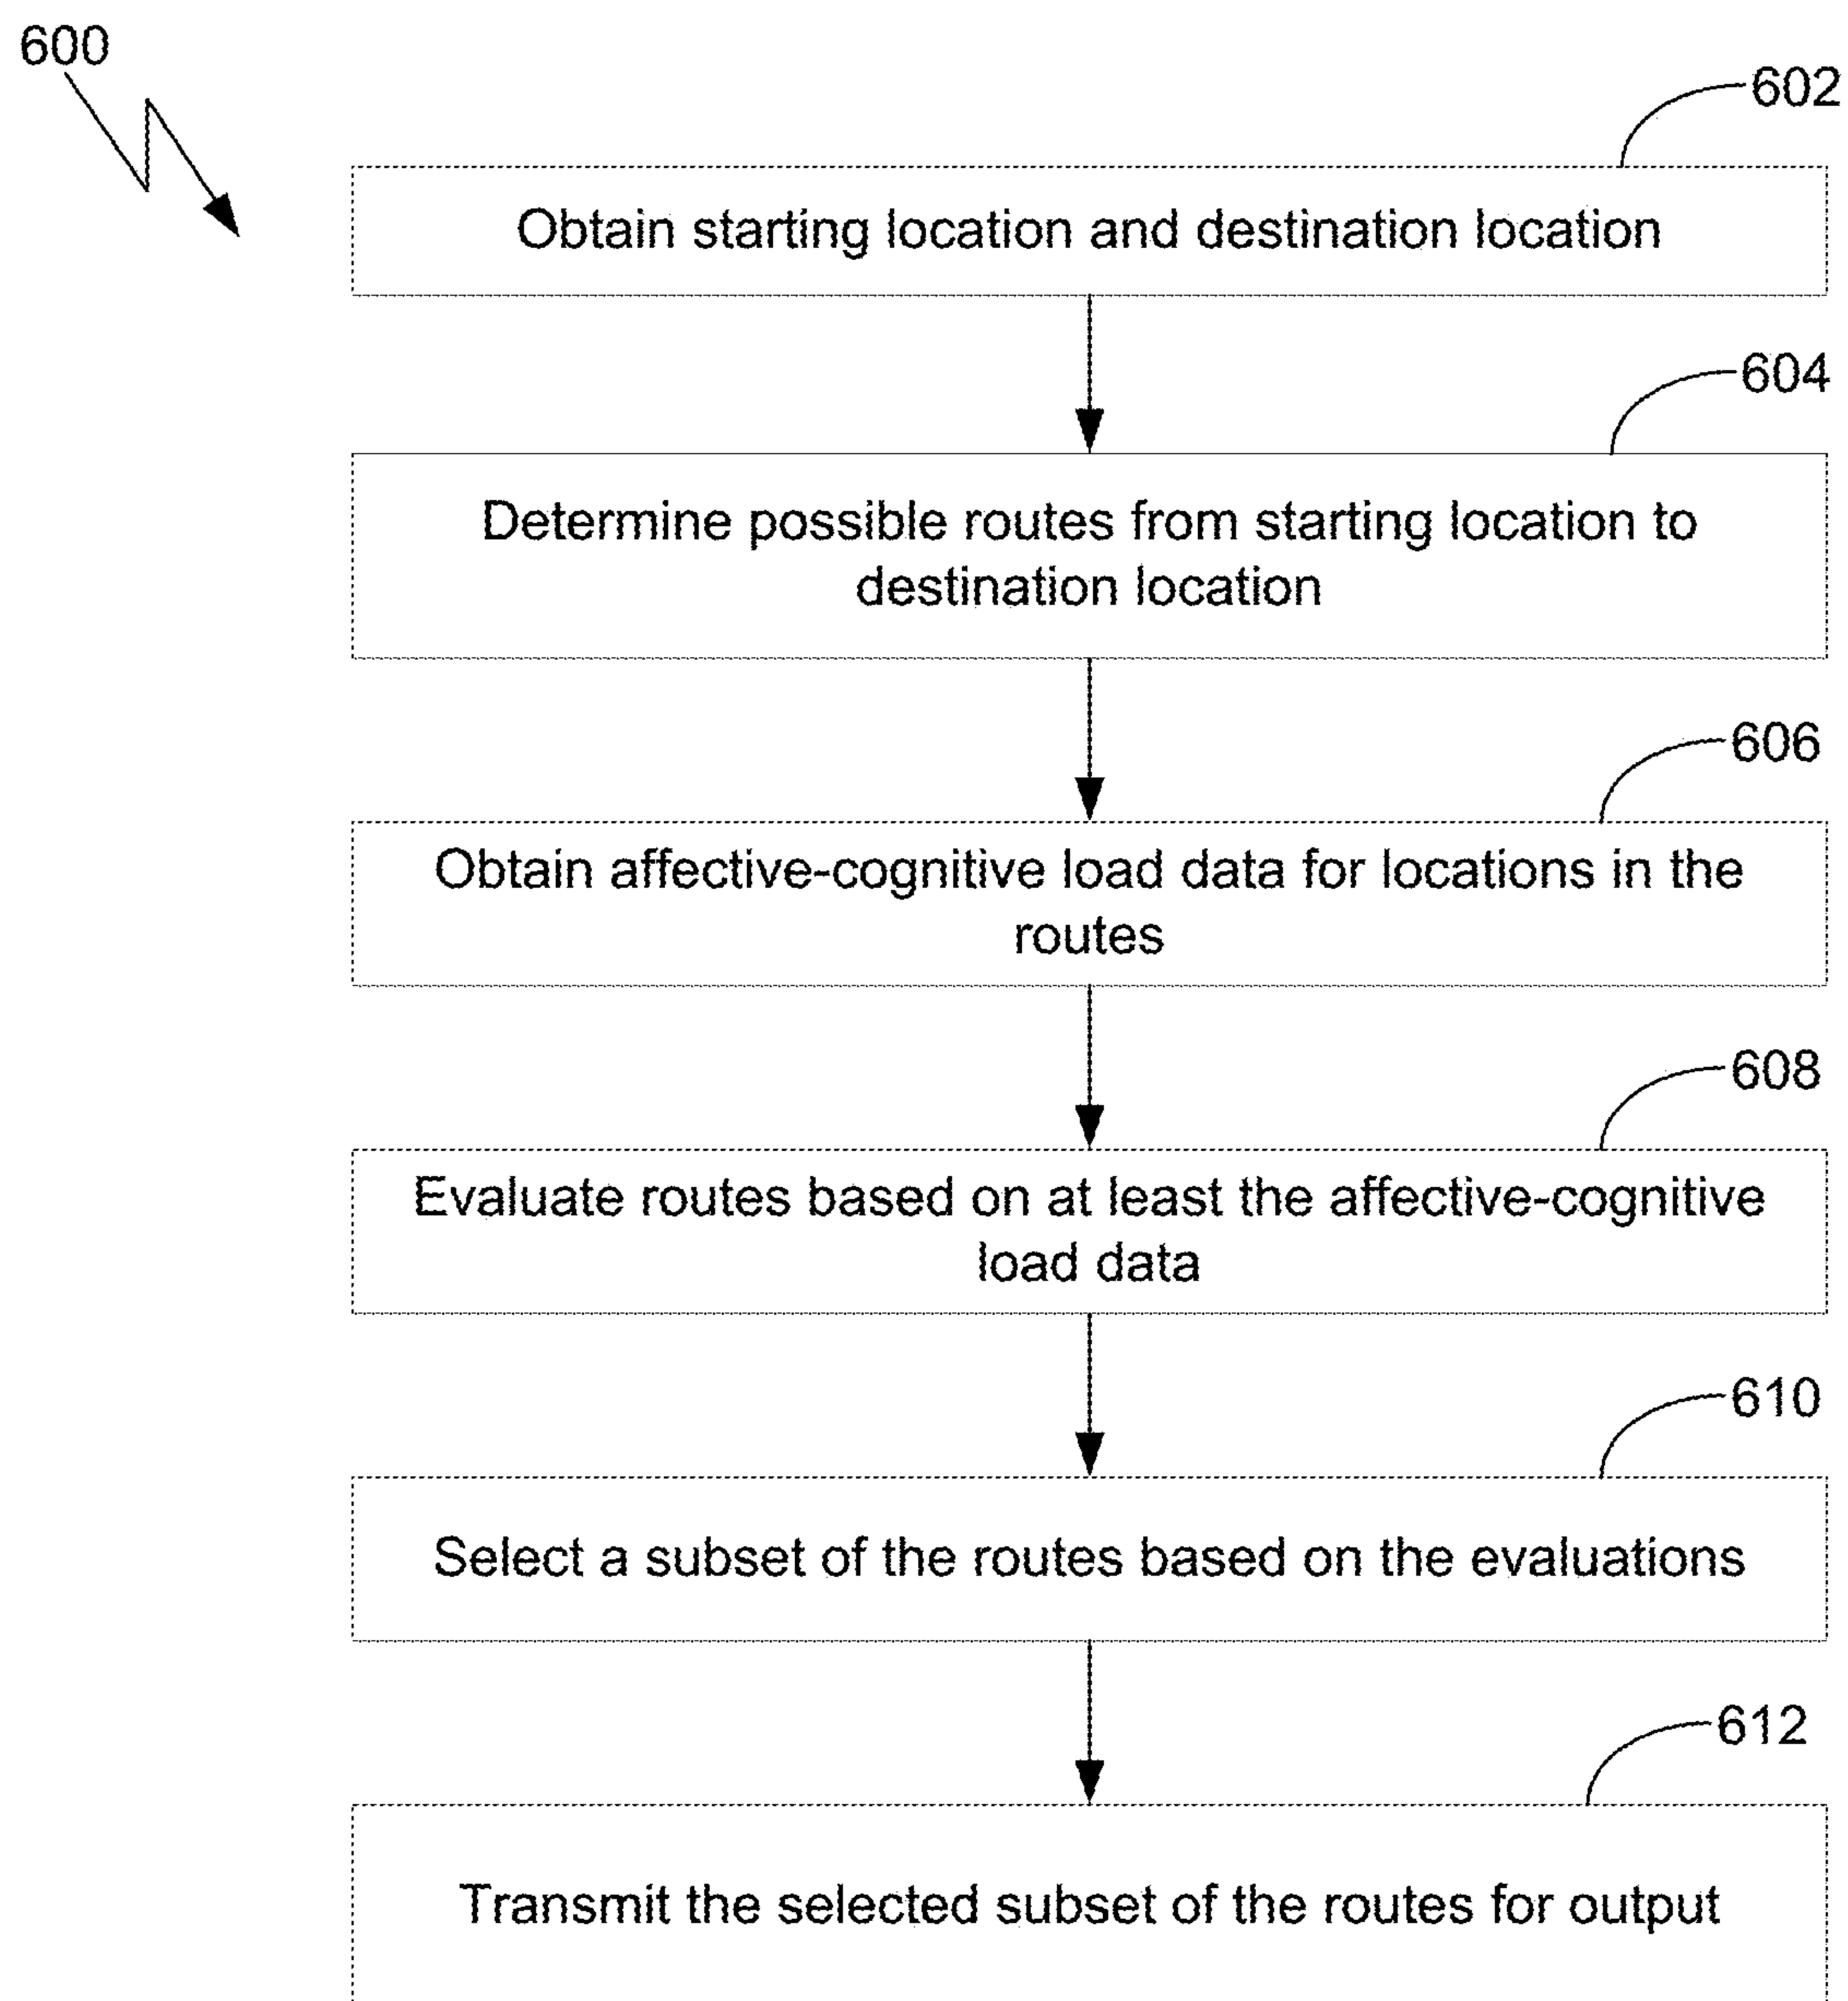 600
602
Obtain starting location and destination location
604
Determine possible routes from starting location to
destination location
606
Obtain affective-cognitive load data for locations in the
routes
608
Evaluate routes based on at least the affective-cognitive
load data
610
Select a subset of the routes based on the evaluations
612
Transmit the selected subset of the routes for output